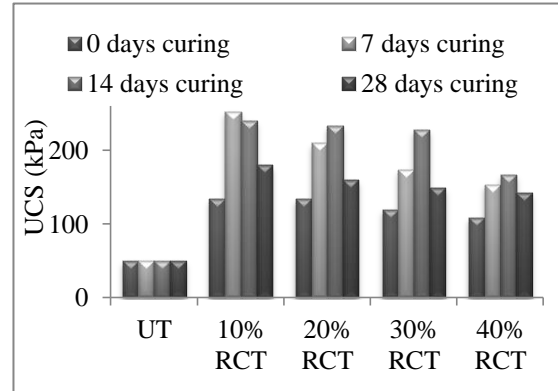 0 days curing 7 days curing
14 days curing 28 days curing
UCS (kPa)
200
100
0
UT 10% 20% 30% 40%
RCT RCT RCT RCT